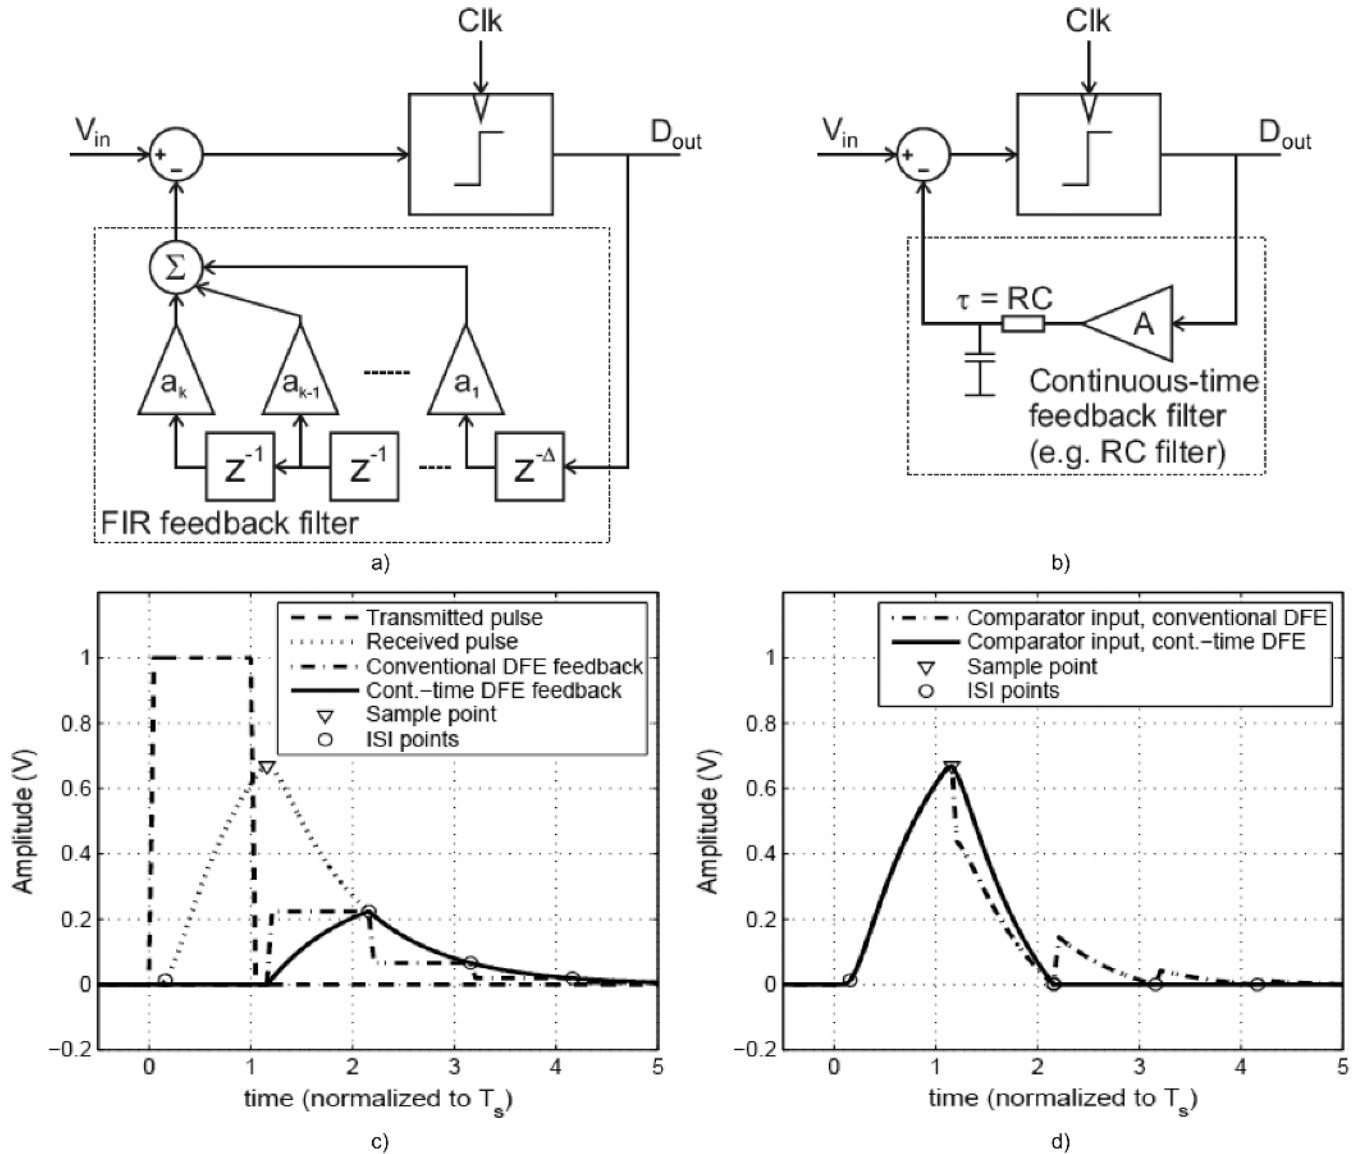 Clk
V_in
+
−
D_out
Σ
a_k
a_k-1
a_1
z^-1
z^-1
z^-Δ
FIR feedback filter
a)
Clk
V_in
+
−
D_out
τ = RC
A
Continuous-time
feedback filter
(e.g. RC filter)
b)
Transmitted pulse
Received pulse
Conventional DFE feedback
Cont.-time DFE feedback
Sample point
ISI points
Amplitude (V)
1
0.8
0.6
0.4
0.2
0
−0.2
0 1 2 3 4 5
time (normalized to T_s)
c)
Comparator input, conventional DFE
Comparator input, cont.-time DFE
Sample point
ISI points
Amplitude (V)
1
0.8
0.6
0.4
0.2
0
−0.2
0 1 2 3 4 5
time (normalized to T_s)
d)